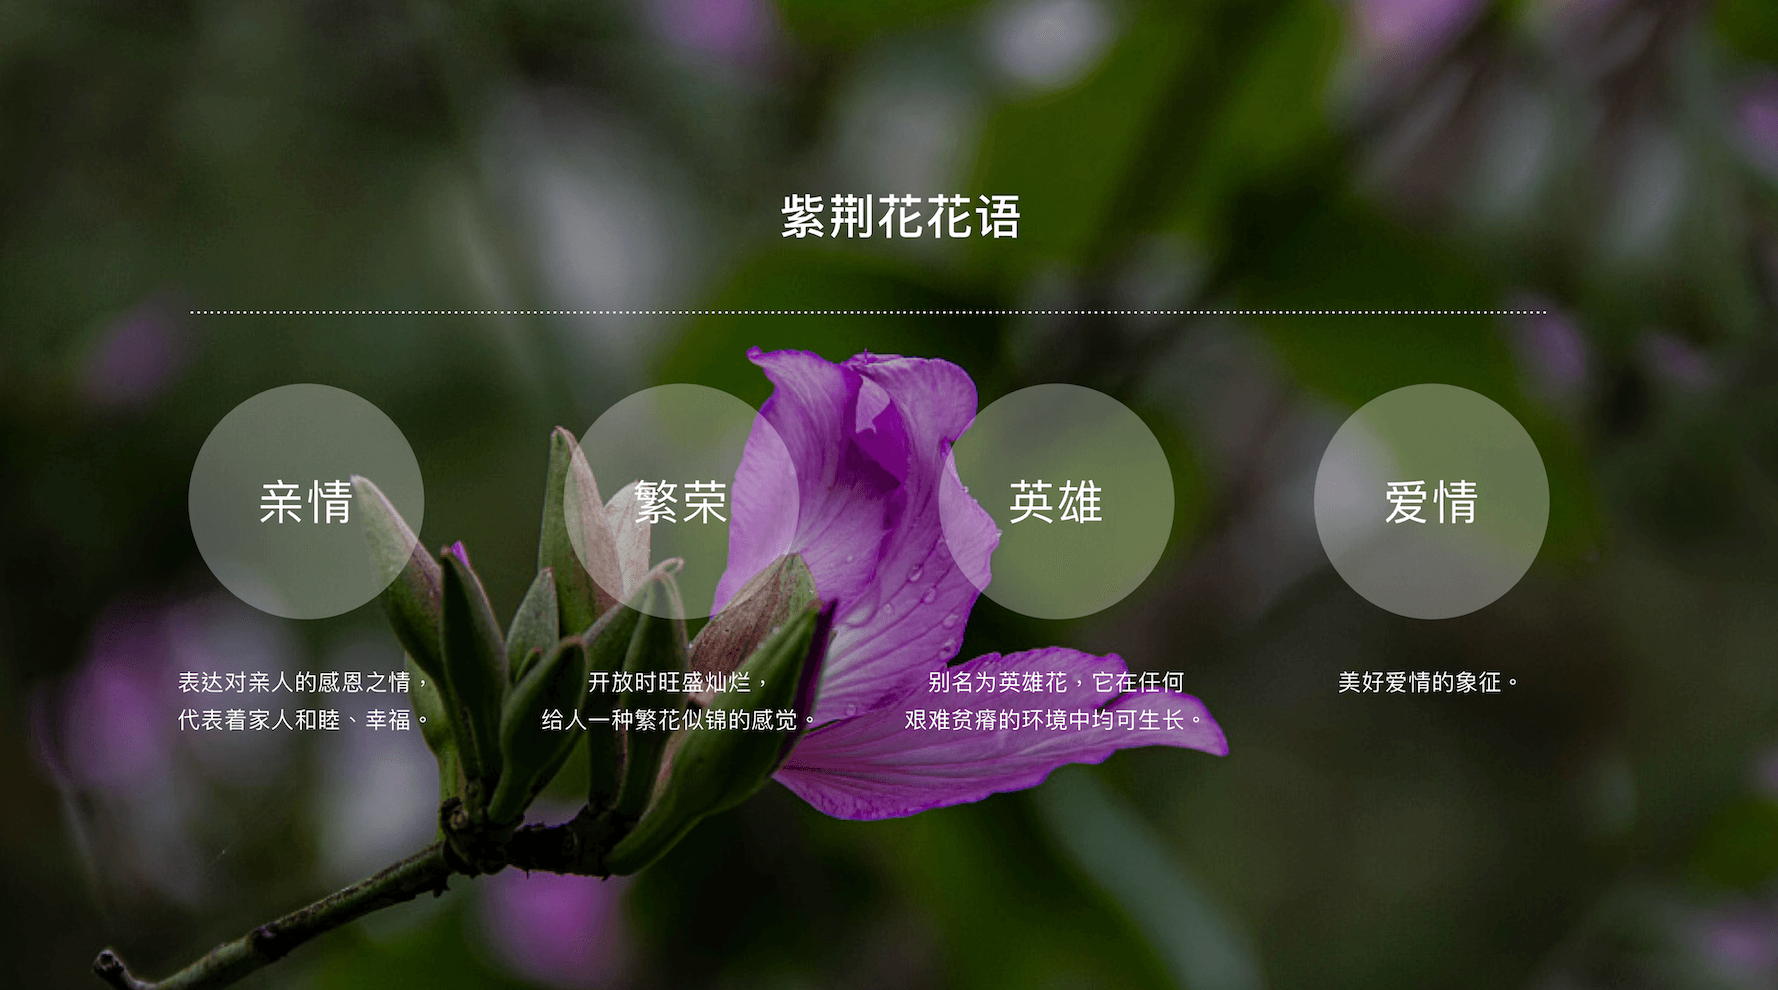 紫荆花花语
亲情
繁荣
英雄
爱情
表达对亲人的感恩之情，
代表着家人和睦、幸福。
开放时旺盛灿烂，
给人一种繁花似锦的感觉。
别名为英雄花，它在任何
艰难贫瘠的环境中均可生长。
美好爱情的象征。